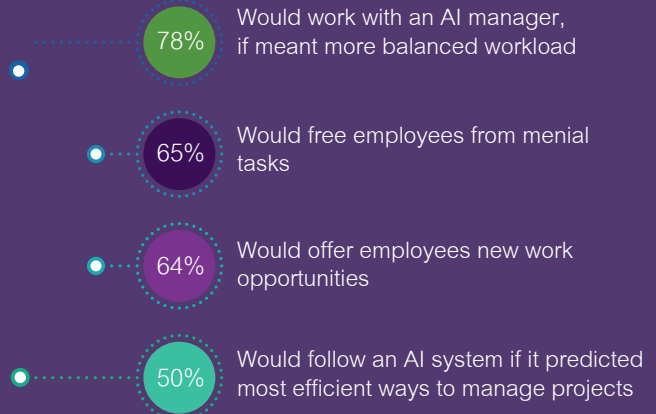 78%
Would work with an AI manager,
if meant more balanced workload
65%
Would free employees from menial
tasks
64%
Would offer employees new work
opportunities
50%
Would follow an AI system if it predicted
most efficient ways to manage projects